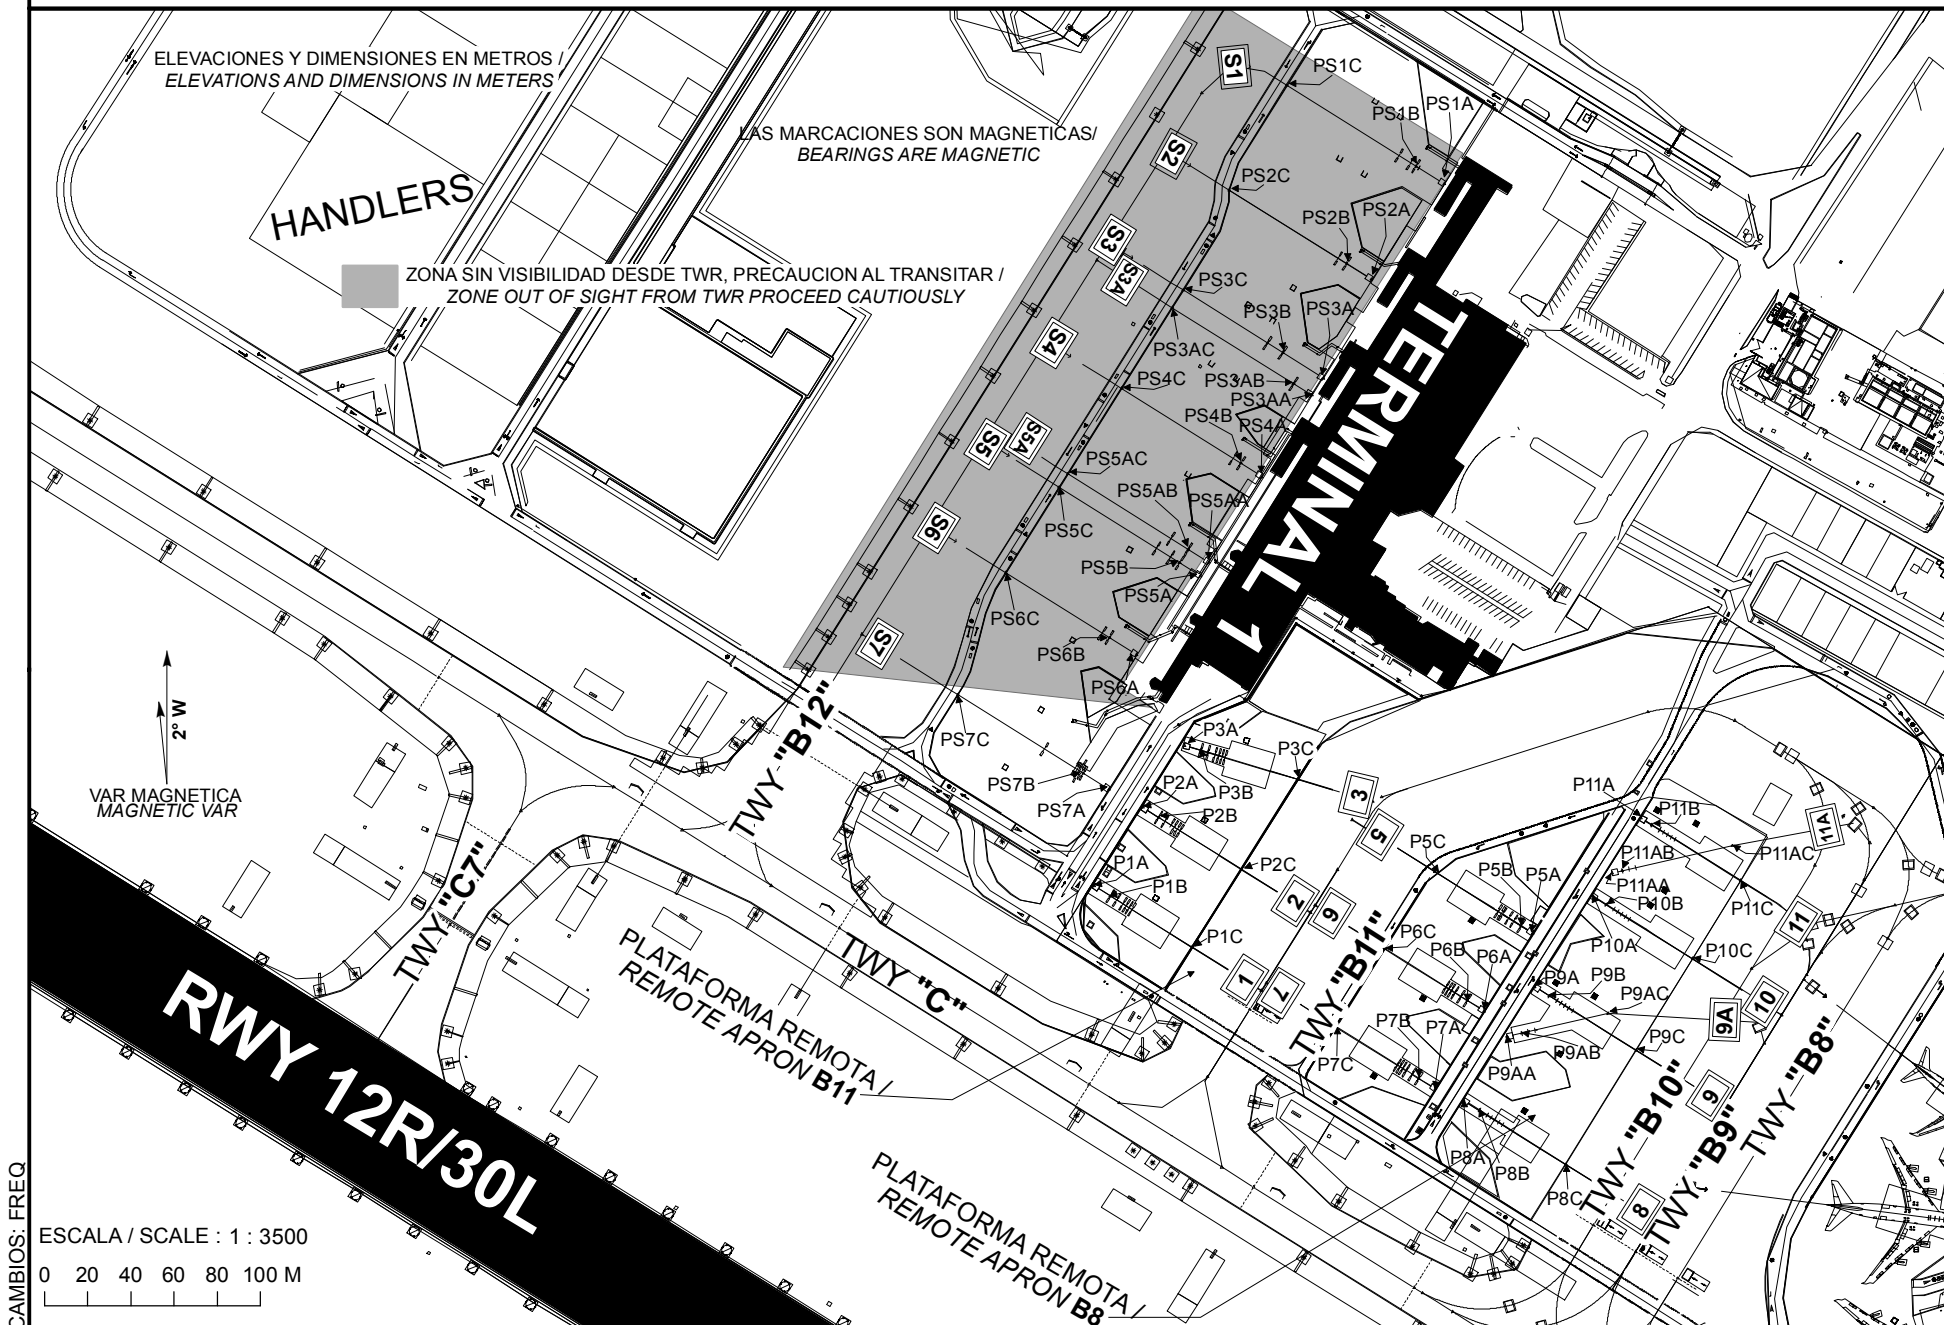 ELEVACIONES Y DIMENSIONES EN METROS /
ELEVATIONS AND DIMENSIONS IN METERS
LAS MARCACIONES SON MAGNETICAS/
BEARINGS ARE MAGNETIC
HANDLERS
ZONA SIN VISIBILIDAD DESDE TWR, PRECAUCION AL TRANSITAR /
ZONE OUT OF SIGHT FROM TWR PROCEED CAUTIOUSLY
S1
PS1C
PS1B
PS1A
S2
PS2C
PS2B
PS2A
S3
S3A
PS3C
PS3B
PS3A
PS3AC
PS3AB
PS3AA
S4
PS4C
PS4B
PS4A
S5
S5A
PS5AC
PS5AB
PS5AA
PS5C
PS5B
PS5A
S6
PS6C
PS6B
PS6A
S7
PS7C
PS7B
PS7A
TERMINAL 1
2° W
VAR MAGNETICA
MAGNETIC VAR
TWY "B12"
TWY "C7"
TWY "C"
P3A
P3C
P3B
3
P2A
P2B
P2C
2
P1A
P1B
P1C
1
5
P5C
P5B
P5A
6
P6C
P6B
P6A
7
P7B
P7A
P7C
TWY "B11"
P11A
P11B
11A
P11AB
P11AC
P11AA
P11C
11
P10B
P10A
P10C
10
P9A
P9B
P9AC
9A
P9C
P9AB
P9AA
9
P8A
P8B
P8C
8
TWY "B10"
TWY "B9"
TWY "B8"
PLATAFORMA REMOTA /
REMOTE APRON B11
PLATAFORMA REMOTA /
REMOTE APRON B8
RWY 12R/30L
ESCALA / SCALE : 1 : 3500
0 20 40 60 80 100 M
CAMBIOS: FREQ